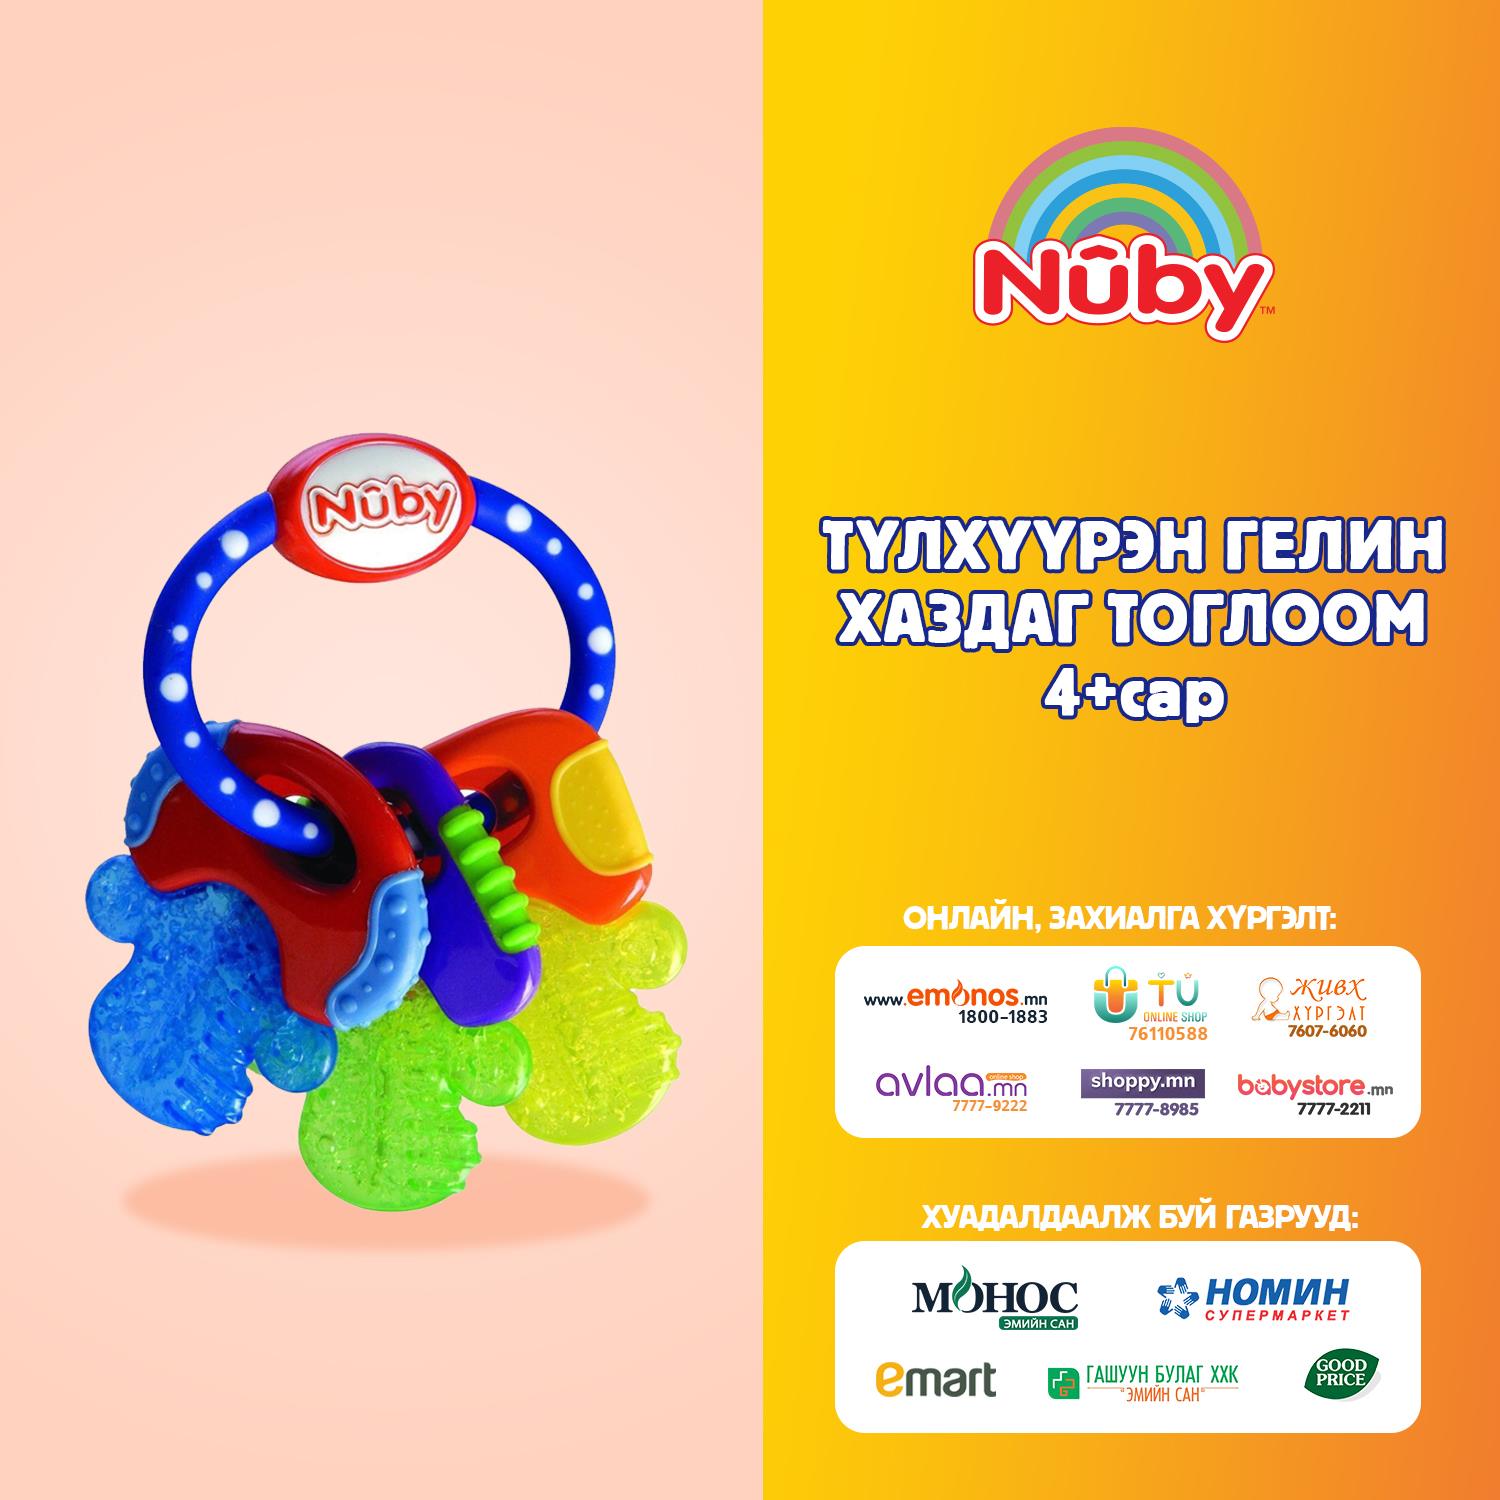 Nûby
Nûby™
ТҮЛХҮҮРЭН ГЕЛИН
ХАЗДАГ ТОГЛООМ
4+сар
ОНЛАЙН, ЗАХИАЛГА ХҮРГЭЛТ:
www.emonos.mn
1800-1883
TU
ONLINE SHOP
76110588
ЖИВХ
ХҮРГЭЛТ
7607-6060
online shop
avlaa.mn
7777-9222
shoppy.mn
7777-8985
babystore.mn
7777-2211
ХУАДАЛДААЛЖ БУЙ ГАЗРУУД:
МОНОС
ЭМИЙН САН
НОМИН
СУПЕРМАРКЕТ
emart
ГАШУУН БУЛАГ ХХК
"ЭМИЙН САН"
GOOD
PRICE